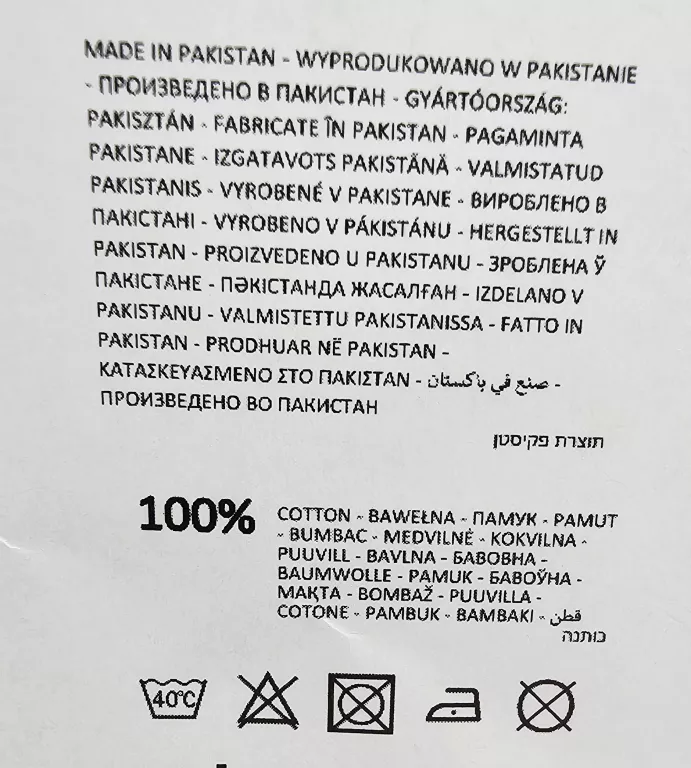 MADE IN PAKISTAN - WYPRODUKOWANO W PAKISTANIE
- ПРОИЗВЕДЕНО В ПАКИСТАН - GYÁRTÓORSZÁG:
PAKISZTÁN - FABRICATE ÎN PAKISTAN - PAGAMINTA
PAKISTANE - IZGATAVOTS PAKISTĀNĀ - VALMISTATUD
PAKISTANIS - VYROBENÉ V PAKISTANE - ВИРОБЛЕНО В
ПАКІСТАНІ - VYROBENO V PÁKISTÁNU - HERGESTELLT IN
PAKISTAN - PROIZVEDENO U PAKISTANU - ЗРОБЛЕНА Ў
ПАКІСТАНЕ - ПӘКІСТАНДА ЖАСАЛҒАН - IZDELANO V
PAKISTANU - VALMISTETTU PAKISTANISSA - FATTO IN
PAKISTAN - PRODHUAR NË PAKISTAN -
ΚΑΤΑΣΚΕΥΑΣΜΕΝΟ ΣΤΟ ΠΑΚΙΣΤΑΝ - صنع في باكستان -
ПРОИЗВЕДЕНО ВО ПАКИСТАН
תוצרת פקיסטן
100% COTTON - BAWEŁNA - ПАМУК - PAMUT
- BUMBAC - MEDVILNĖ - KOKVILNA -
PUUVILL - BAVLNA - БАВОВНА -
BAUMWOLLE - PAMUK - БАВОЎНА -
МАҚТА - BOMBAŽ - PUUVILLA -
COTONE - PAMBUK - BAMBAKI - قطن
כותנה
40°C